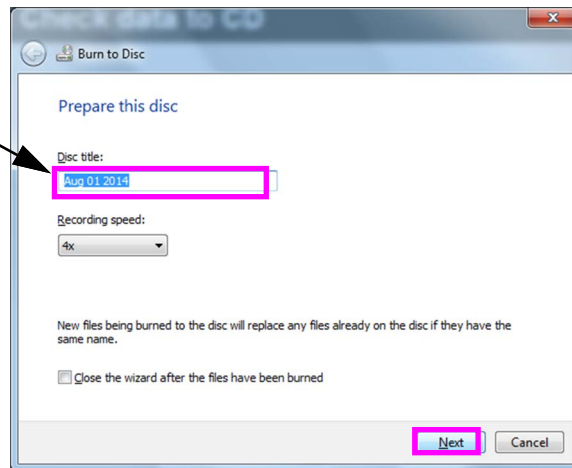 Check data to CD
Burn to Disc
Prepare this disc
Disc title:
Aug 01 2014
Recording speed:
4x
New files being burned to the disc will replace any files already on the disc if they have the
same name.
Close the wizard after the files have been burned
Next Cancel